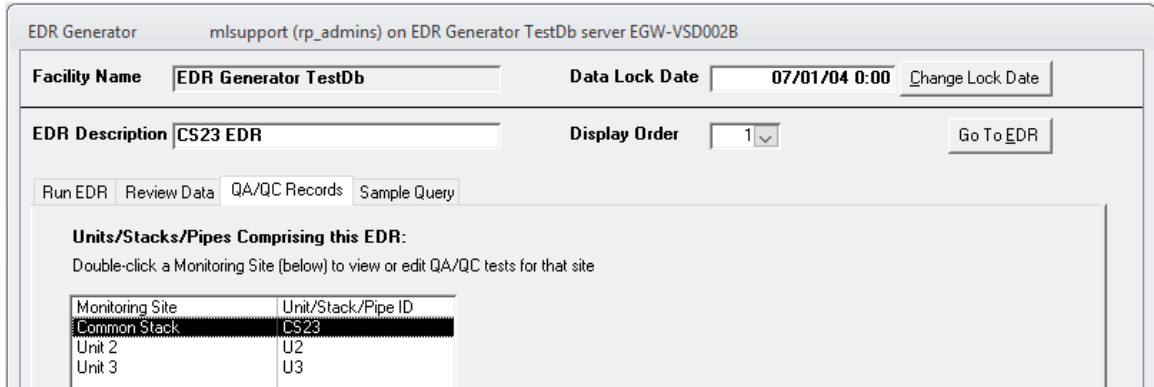 EDR Generator mlsupport (rp_admins) on EDR Generator TestDb server EGW-VSD002B
Facility Name EDR Generator TestDb Data Lock Date 07/01/04 0:00 Change Lock Date
EDR Description CS23 EDR Display Order 1 Go To EDR
Run EDR Review Data QA/QC Records Sample Query
Units/Stacks/Pipes Comprising this EDR:
Double-click a Monitoring Site (below) to view or edit QA/QC tests for that site
Monitoring Site Unit/Stack/Pipe ID
Common Stack CS23
Unit 2 U2
Unit 3 U3